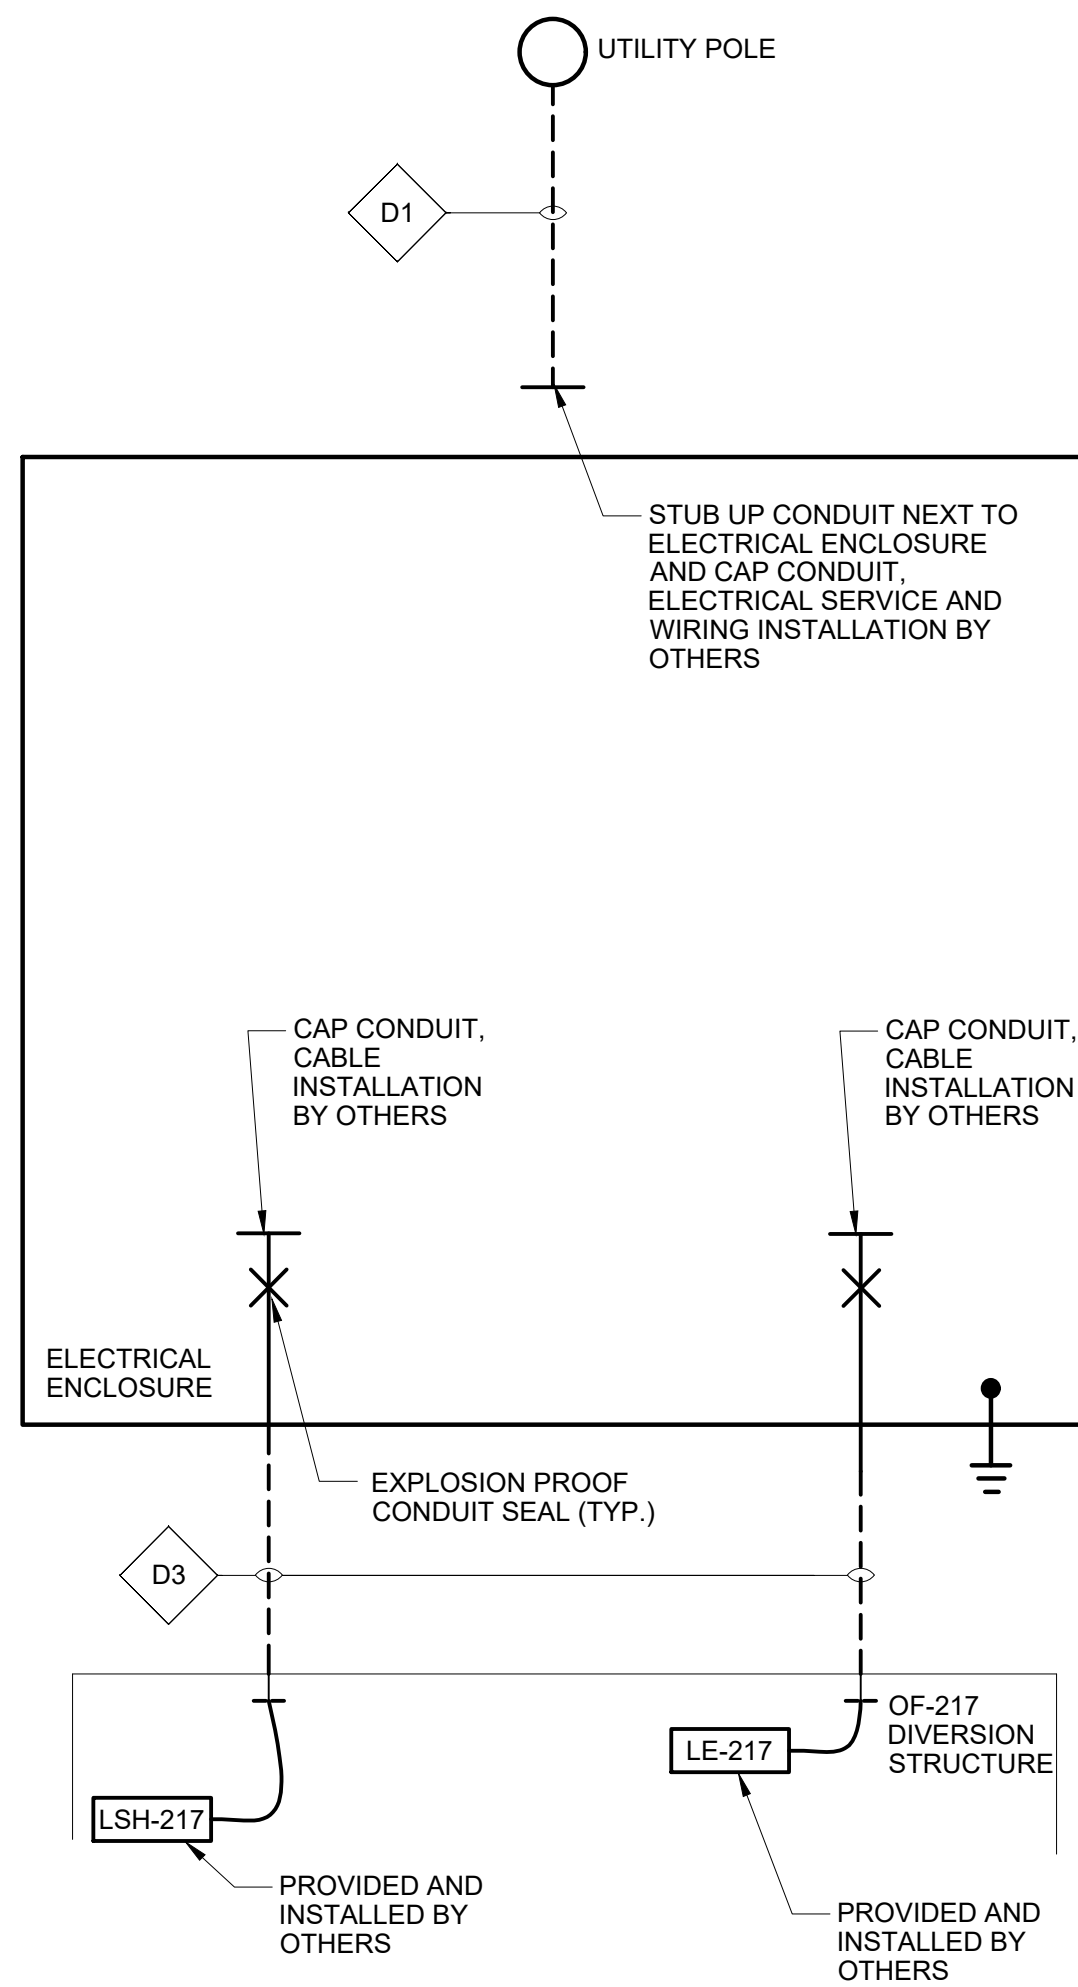 UTILITY POLE
D1
STUB UP CONDUIT NEXT TO
ELECTRICAL ENCLOSURE
AND CAP CONDUIT,
ELECTRICAL SERVICE AND
WIRING INSTALLATION BY
OTHERS
CAP CONDUIT,
CABLE
INSTALLATION
BY OTHERS
CAP CONDUIT,
CABLE
INSTALLATION
BY OTHERS
ELECTRICAL
ENCLOSURE
EXPLOSION PROOF
CONDUIT SEAL (TYP.)
D3
OF-217
DIVERSION
STRUCTURE
LE-217
LSH-217
PROVIDED AND
INSTALLED BY
OTHERS
PROVIDED AND
INSTALLED BY
OTHERS